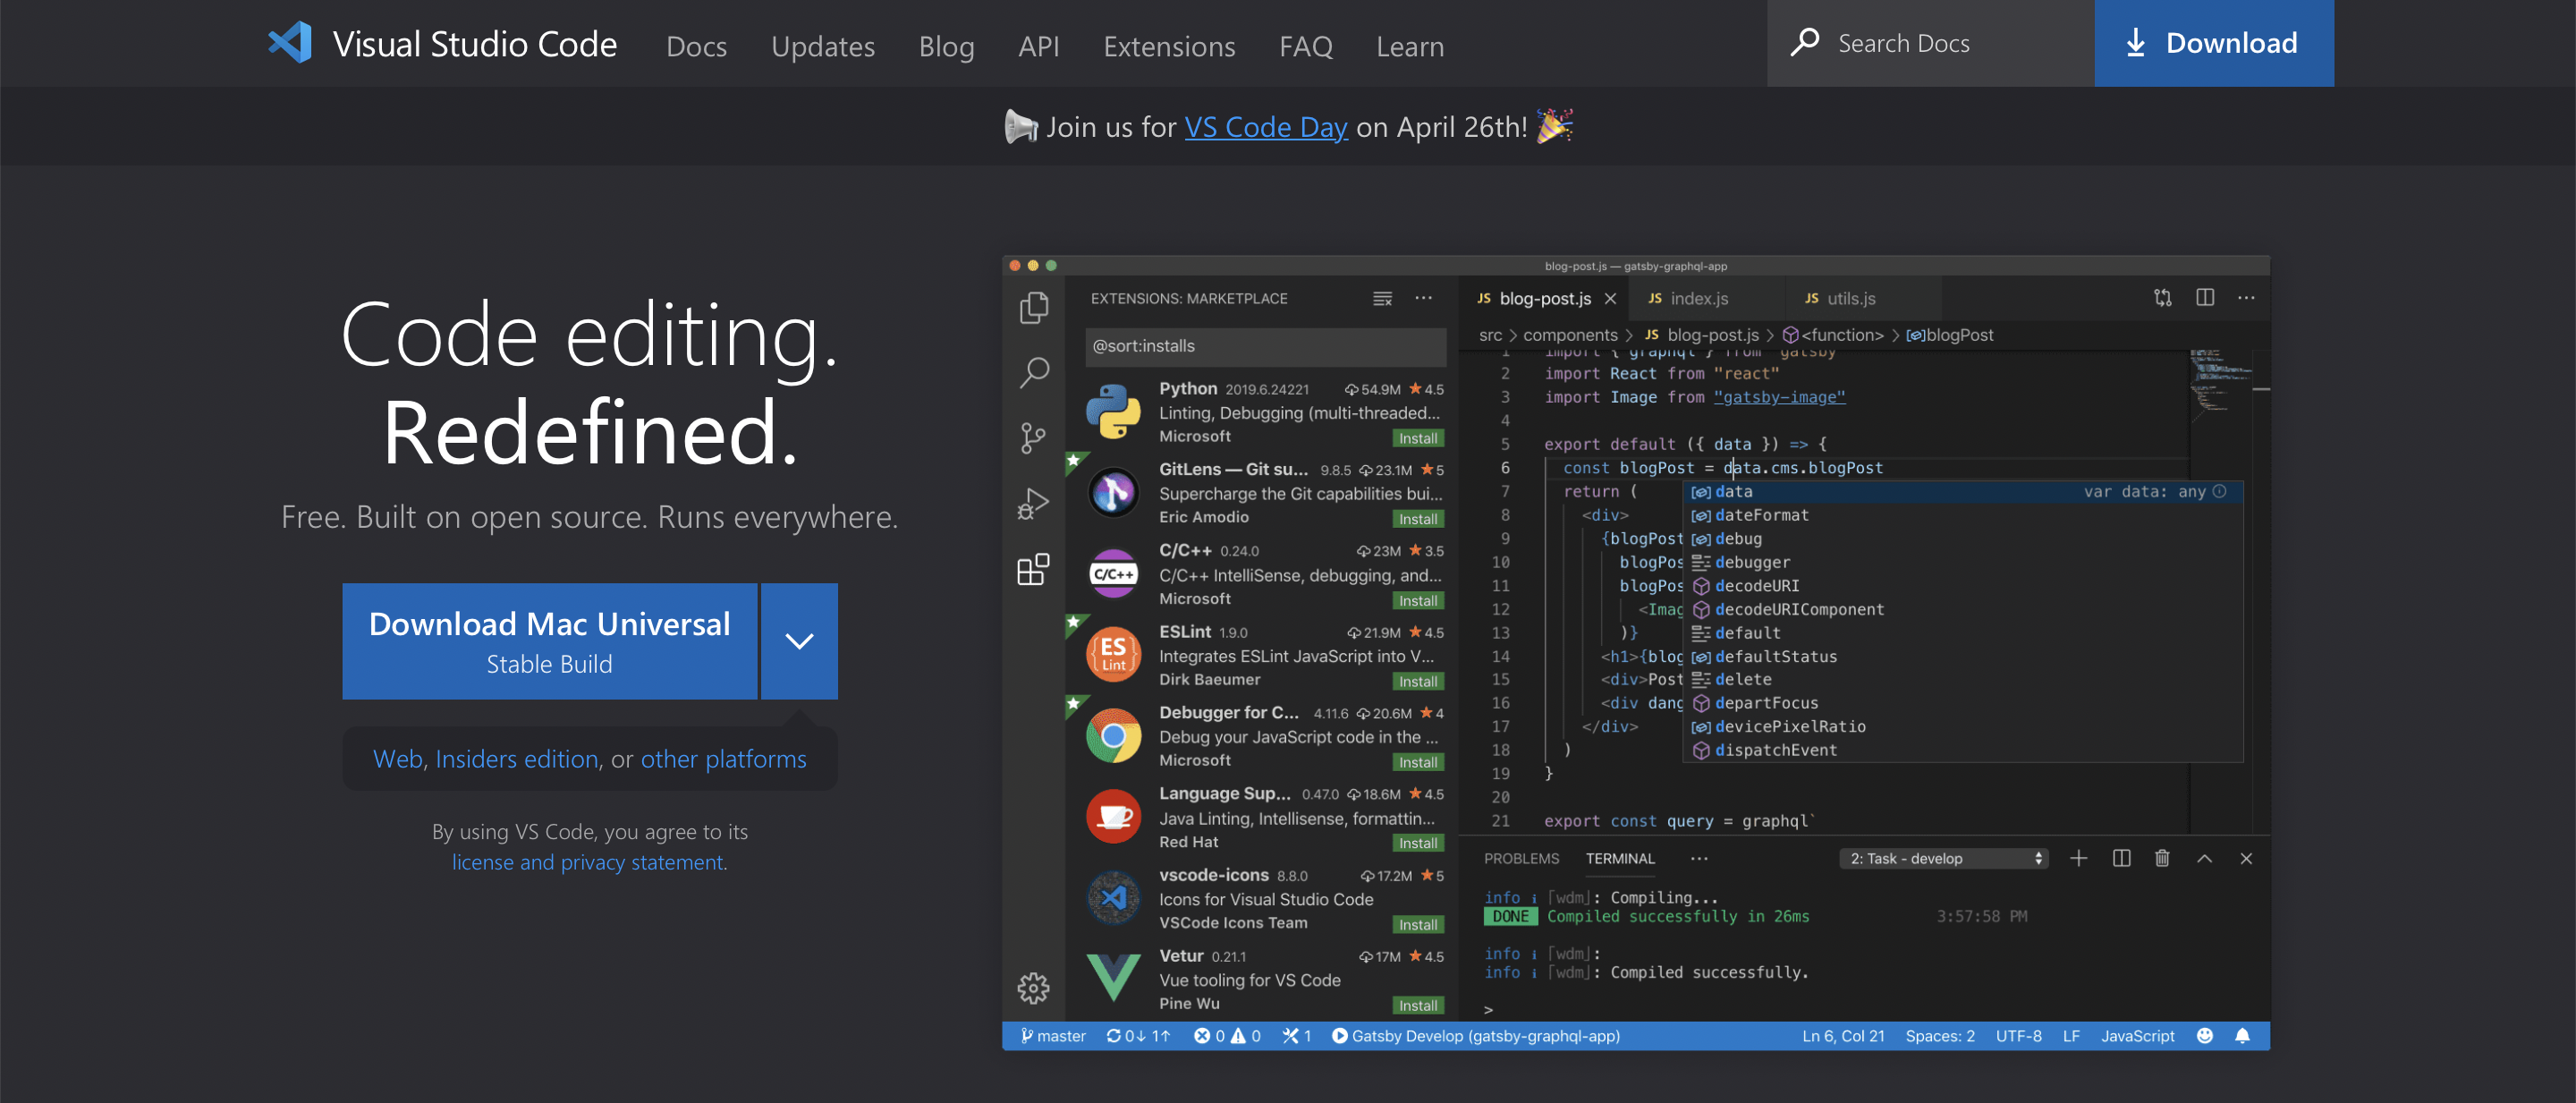 Visual Studio Code Docs Updates Blog API Extensions FAQ Learn Search Docs Download
Join us for VS Code Day on April 26th!
Code editing.
Redefined.
Free. Built on open source. Runs everywhere.
Download Mac Universal
Stable Build
Web, Insiders edition, or other platforms
By using VS Code, you agree to its
license and privacy statement.
blog-post.js — gatsby-graphql-app
EXTENSIONS: MARKETPLACE
@sort:installs
Python 2019.6.24221 54.9M ★ 4.5
Linting, Debugging (multi-threaded...
Microsoft Install
GitLens — Git su... 9.8.5 23.1M ★ 5
Supercharge the Git capabilities bui...
Eric Amodio Install
C/C++
C/C++ 0.24.0 23M ★ 3.5
C/C++ IntelliSense, debugging, and...
Microsoft Install
ES
Lint
ESLint 1.9.0 21.9M ★ 4.5
Integrates ESLint JavaScript into V...
Dirk Baeumer Install
Debugger for C... 4.11.6 20.6M ★ 4
Debug your JavaScript code in the ...
Microsoft Install
Language Sup... 0.47.0 18.6M ★ 4.5
Java Linting, Intellisense, formattin...
Red Hat Install
vscode-icons 8.8.0 17.2M ★ 5
Icons for Visual Studio Code
VSCode Icons Team Install
Vetur 0.21.1 17M ★ 4.5
Vue tooling for VS Code
Pine Wu Install
JS blog-post.js JS index.js JS utils.js
src > components > JS blog-post.js > <function> > blogPost
1 import { graphql } from "gatsby"
2 import React from "react"
3 import Image from "gatsby-image"
4
5 export default ({ data }) => {
6 const blogPost = data.cms.blogPost
7 return (
8 <div>
9 {blogPost
10 blogPos
11 blogPos
12 <Imag
13 )}
14 <h1>{blog
15 <div>Post
16 <div dang
17 </div>
18 )
19 }
20
21 export const query = graphql`
data var data: any
dateFormat
debug
debugger
decodeURI
decodeURIComponent
default
defaultStatus
delete
departFocus
devicePixelRatio
dispatchEvent
PROBLEMS TERMINAL ... 2: Task - develop
info i ｢wdm｣: Compiling...
DONE Compiled successfully in 26ms 3:57:58 PM
info i ｢wdm｣:
info i ｢wdm｣: Compiled successfully.
>
master 0↓ 1↑ 0 0 1 Gatsby Develop (gatsby-graphql-app) Ln 6, Col 21 Spaces: 2 UTF-8 LF JavaScript